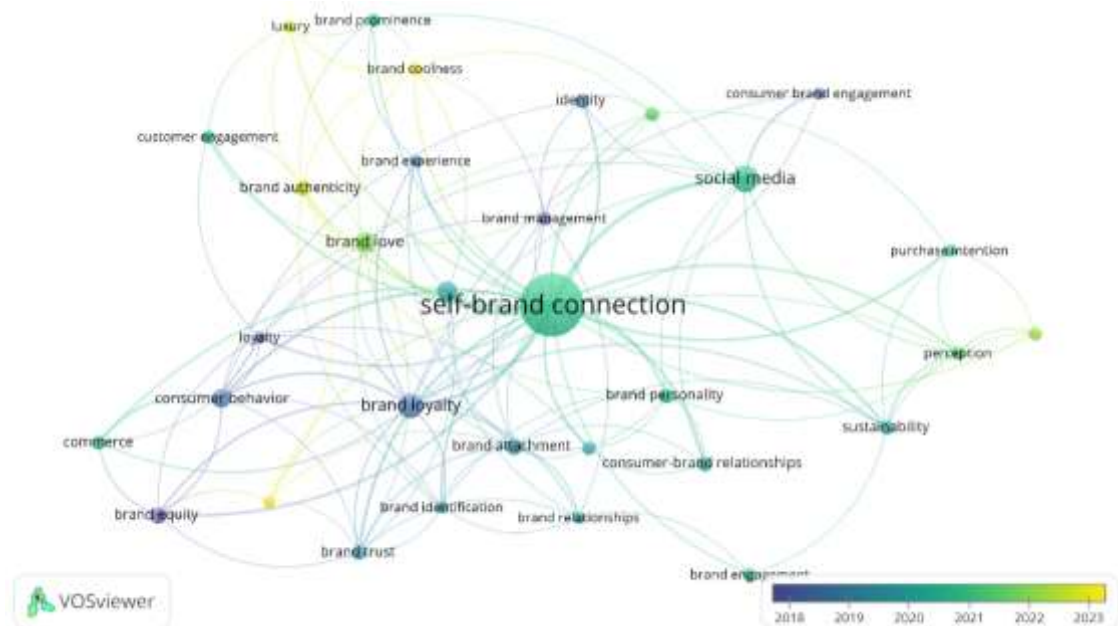 luxury
brand prominence
brand coolness
identity
consumer brand engagement
customer engagement
brand experience
brand authenticity
social media
brand management
brand love
purchase intention
self-brand connection
loyalty
perception
consumer behavior
brand loyalty
brand personality
commerce
brand attachment
sustainability
consumer-brand relationships
brand equity
brand identification
brand relationships
brand trust
brand engagement
VOSviewer
2018 2019 2020 2021 2022 2023